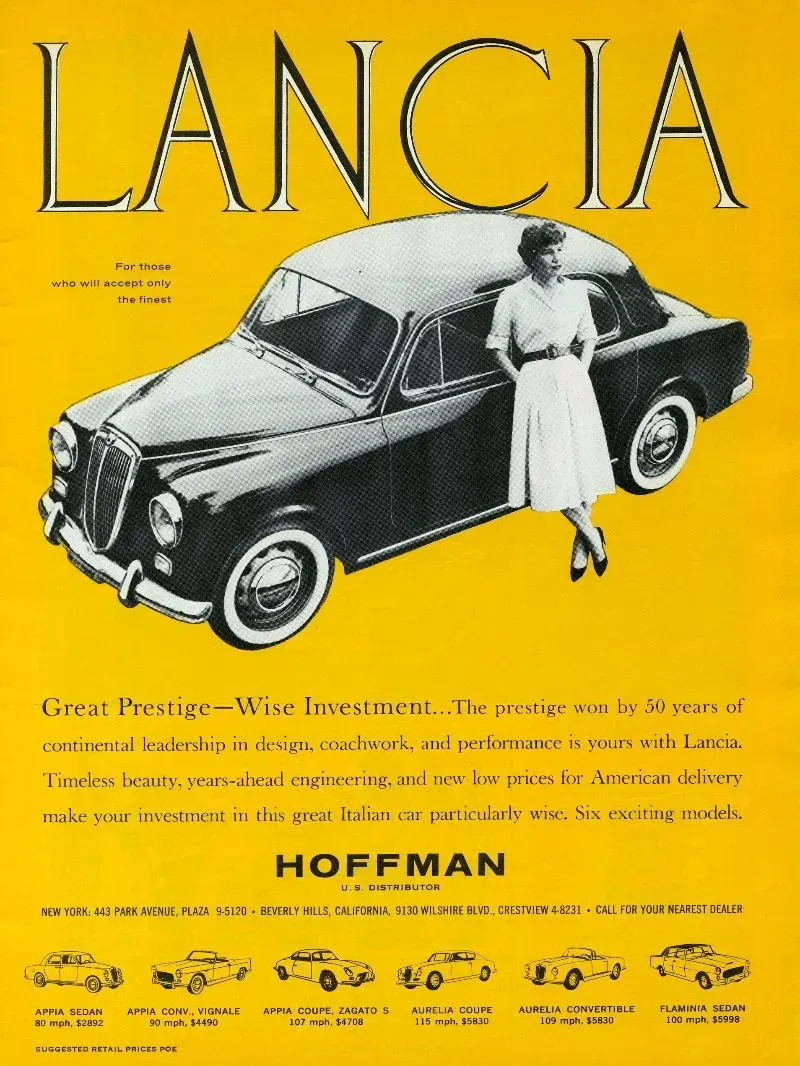 LANCIA
For those
who will accept only
the finest
Great Prestige—Wise Investment...The prestige won by 50 years of
continental leadership in design, coachwork, and performance is yours with Lancia.
Timeless beauty, years-ahead engineering, and new low prices for American delivery
make your investment in this great Italian car particularly wise. Six exciting models.
HOFFMAN
U.S. DISTRIBUTOR
NEW YORK: 443 PARK AVENUE, PLAZA 9-5120 • BEVERLY HILLS, CALIFORNIA, 9130 WILSHIRE BLVD., CRESTVIEW 4-8231 • CALL FOR YOUR NEAREST DEALER
APPIA SEDAN
80 mph, $2892
APPIA CONV., VIGNALE
90 mph, $4490
APPIA COUPE, ZAGATO S
107 mph, $4708
AURELIA COUPE
115 mph, $5830
AURELIA CONVERTIBLE
109 mph, $5830
FLAMINIA SEDAN
100 mph, $5998
SUGGESTED RETAIL PRICES POE